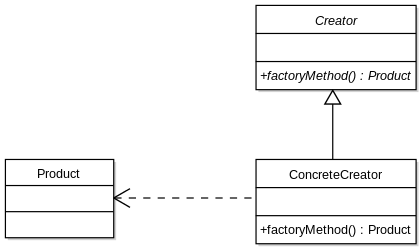 Creator
+factoryMethod() : Product
Product
ConcreteCreator
+factoryMethod() : Product